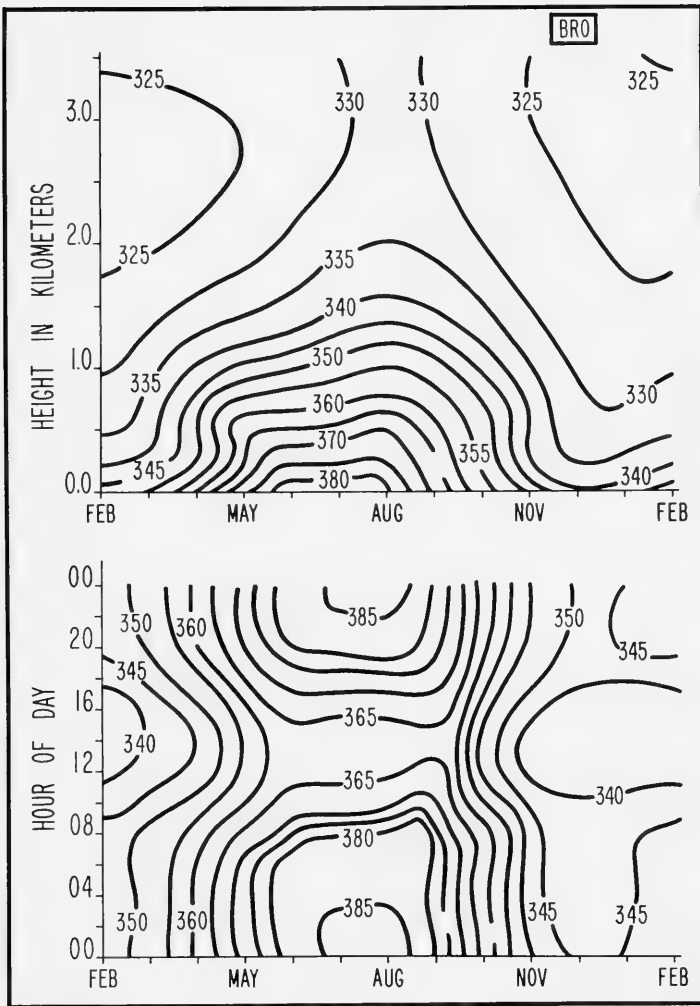 BRO
325 330 330 325 325
3.0
2.0
325 335 325
340
1.0
335 350 330
360
370 355
345 340
380
0.0
FEB MAY AUG NOV FEB
HEIGHT IN KILOMETERS
00
350 360 385 350
20
345 345
16
365
340
12
365 340
08
380
04
385 345 345
350 360
00
FEB MAY AUG NOV FEB
HOUR OF DAY